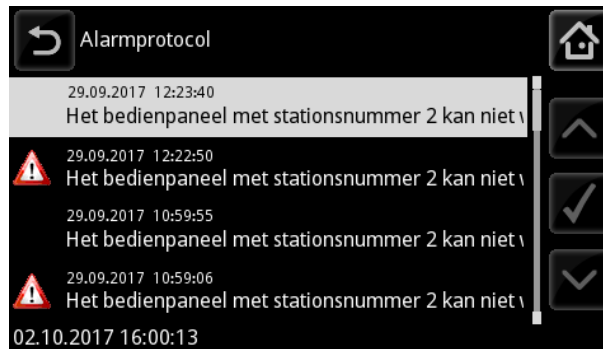 Alarmprotocol
29.09.2017 12:23:40
Het bedienpaneel met stationsnummer 2 kan niet
29.09.2017 12:22:50
Het bedienpaneel met stationsnummer 2 kan niet
29.09.2017 10:59:55
Het bedienpaneel met stationsnummer 2 kan niet
29.09.2017 10:59:06
Het bedienpaneel met stationsnummer 2 kan niet
02.10.2017 16:00:13